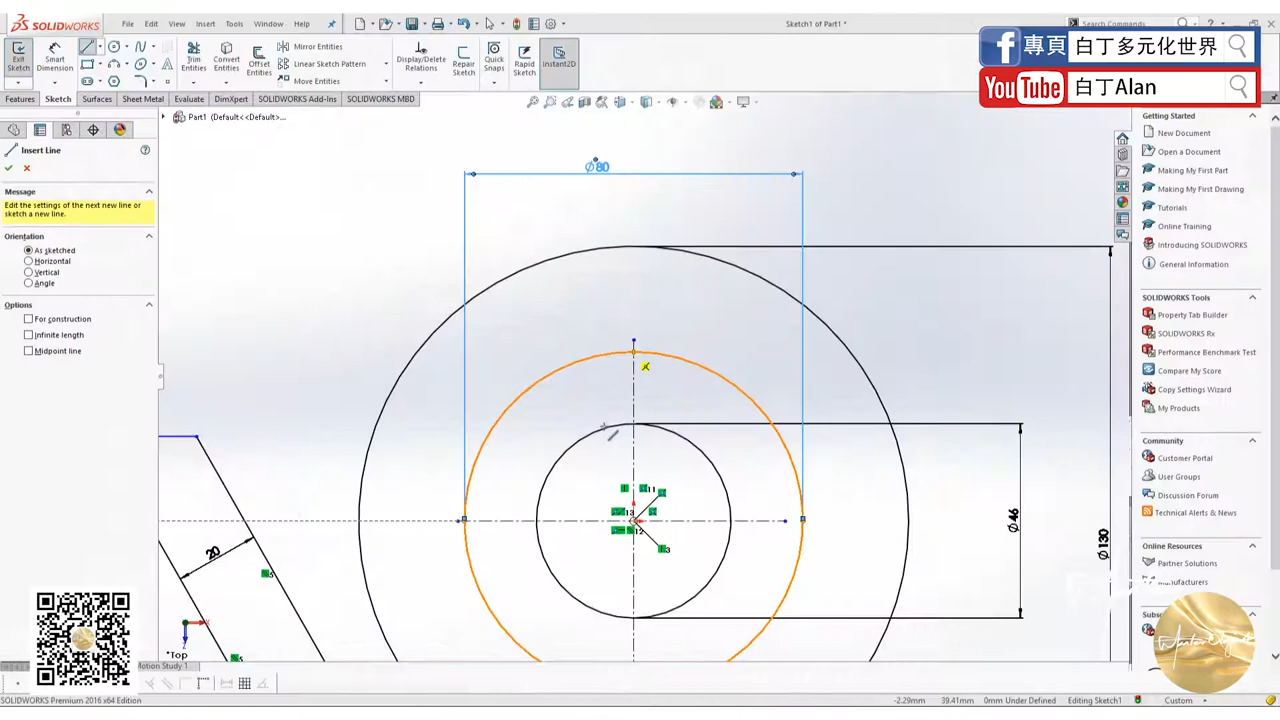 SOLIDWORKS
File Edit View Insert Tools Window Help
Sketch1 of Part1 *
Search Commands
專頁 白丁多元化世界
YouTube 白丁Alan
Exit Sketch
Smart Dimension
Trim Entities
Convert Entities
Offset Entities
Mirror Entities
Linear Sketch Pattern
Move Entities
Display/Delete Relations
Repair Sketch
Quick Snaps
Rapid Sketch
Instant2D
Features Sketch Surfaces Sheet Metal Evaluate DimXpert SOLIDWORKS Add-Ins SOLIDWORKS MBD
Part1 (Default<<Default>...
Insert Line
Message
Edit the settings of the next new line or
sketch a new line.
Orientation
As sketched
Horizontal
Vertical
Angle
Options
For construction
Infinite length
Midpoint line
Ø80
Ø46
Ø130
20
11
13
12
3
5
5
*Top
Getting Started
New Document
Open a Document
Making My First Part
Making My First Drawing
Tutorials
Online Training
Introducing SOLIDWORKS
General Information
SOLIDWORKS Tools
Property Tab Builder
SOLIDWORKS Rx
Performance Benchmark Test
Compare My Score
Copy Settings Wizard
My Products
Community
Customer Portal
User Groups
Discussion Forum
Technical Alerts & News
Online Resources
Partner Solutions
Manufacturers
Motion Study 1
SOLIDWORKS Premium 2016 x64 Edition
-2.29mm 39.41mm 0mm Under Defined Editing Sketch1 Custom